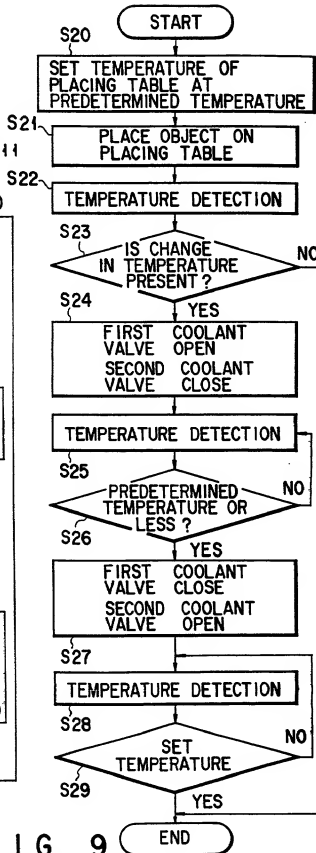 START
S20
SET TEMPERATURE OF
PLACING TABLE AT
PREDETERMINED TEMPERATURE
S21
PLACE OBJECT ON
PLACING TABLE
S22
TEMPERATURE DETECTION
S23
IS CHANGE
IN TEMPERATURE
PRESENT ?
NO
YES
S24
FIRST COOLANT
VALVE OPEN
SECOND COOLANT
VALVE CLOSE
TEMPERATURE DETECTION
S25
PREDETERMINED
TEMPERATURE OR
LESS ?
NO
S26
YES
FIRST COOLANT
VALVE CLOSE
SECOND COOLANT
VALVE OPEN
S27
TEMPERATURE DETECTION
S28
SET
TEMPERATURE
NO
S29
YES
END
IG 9